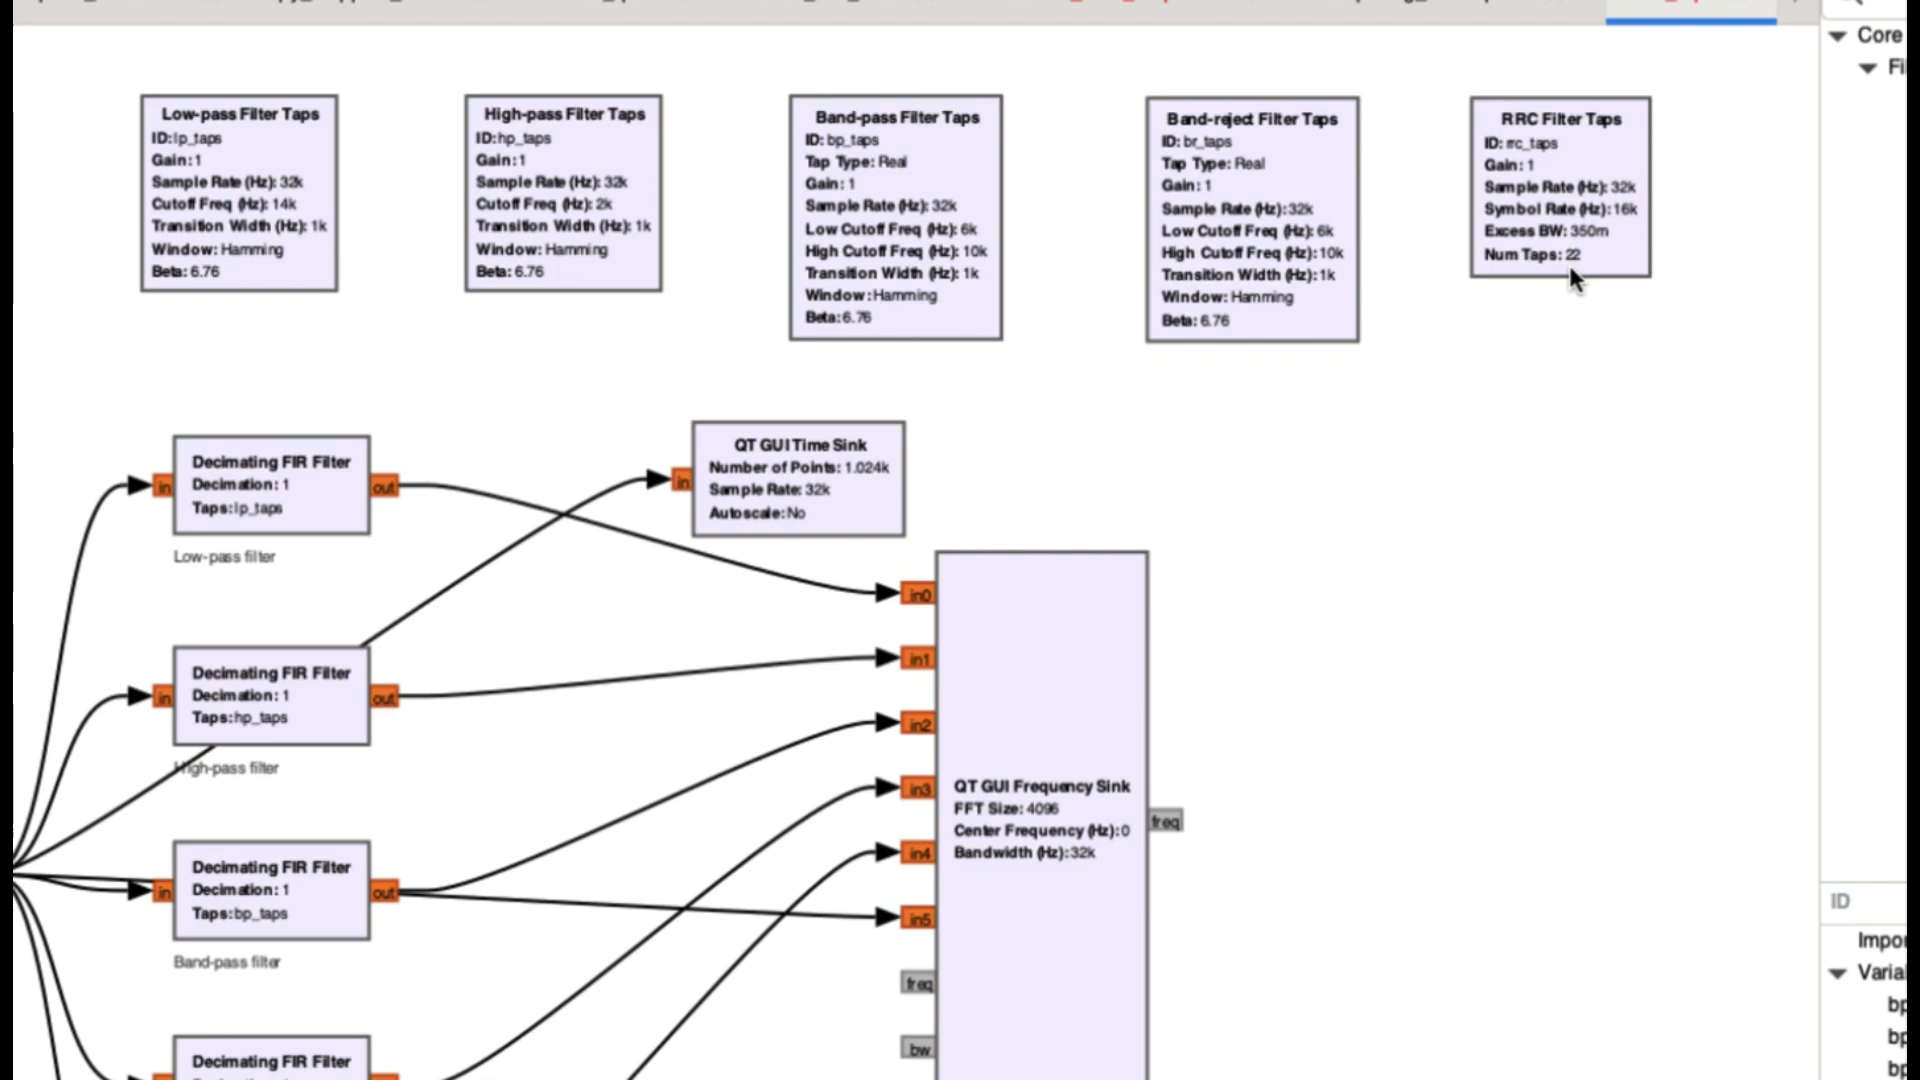 Core
Fi
Low-pass Filter Taps
ID: lp_taps
Gain: 1
Sample Rate (Hz): 32k
Cutoff Freq (Hz): 14k
Transition Width (Hz): 1k
Window: Hamming
Beta: 6.76
High-pass Filter Taps
ID: hp_taps
Gain: 1
Sample Rate (Hz): 32k
Cutoff Freq (Hz): 2k
Transition Width (Hz): 1k
Window: Hamming
Beta: 6.76
Band-pass Filter Taps
ID: bp_taps
Tap Type: Real
Gain: 1
Sample Rate (Hz): 32k
Low Cutoff Freq (Hz): 6k
High Cutoff Freq (Hz): 10k
Transition Width (Hz): 1k
Window: Hamming
Beta: 6.76
Band-reject Filter Taps
ID: br_taps
Tap Type: Real
Gain: 1
Sample Rate (Hz): 32k
Low Cutoff Freq (Hz): 6k
High Cutoff Freq (Hz): 10k
Transition Width (Hz): 1k
Window: Hamming
Beta: 6.76
RRC Filter Taps
ID: rrc_taps
Gain: 1
Sample Rate (Hz): 32k
Symbol Rate (Hz): 16k
Excess BW: 350m
Num Taps: 22
in
Decimating FIR Filter
Decimation: 1
Taps: lp_taps
out
Low-pass filter
in
QT GUI Time Sink
Number of Points: 1.024k
Sample Rate: 32k
Autoscale: No
in
Decimating FIR Filter
Decimation: 1
Taps: hp_taps
out
High-pass filter
in
Decimating FIR Filter
Decimation: 1
Taps: bp_taps
out
Band-pass filter
Decimating FIR Filter
in0
in1
in2
in3
in4
in5
freq
bw
QT GUI Frequency Sink
FFT Size: 4096
Center Frequency (Hz): 0
Bandwidth (Hz): 32k
freq
ID
Impor
Varia
bp
bp
bp